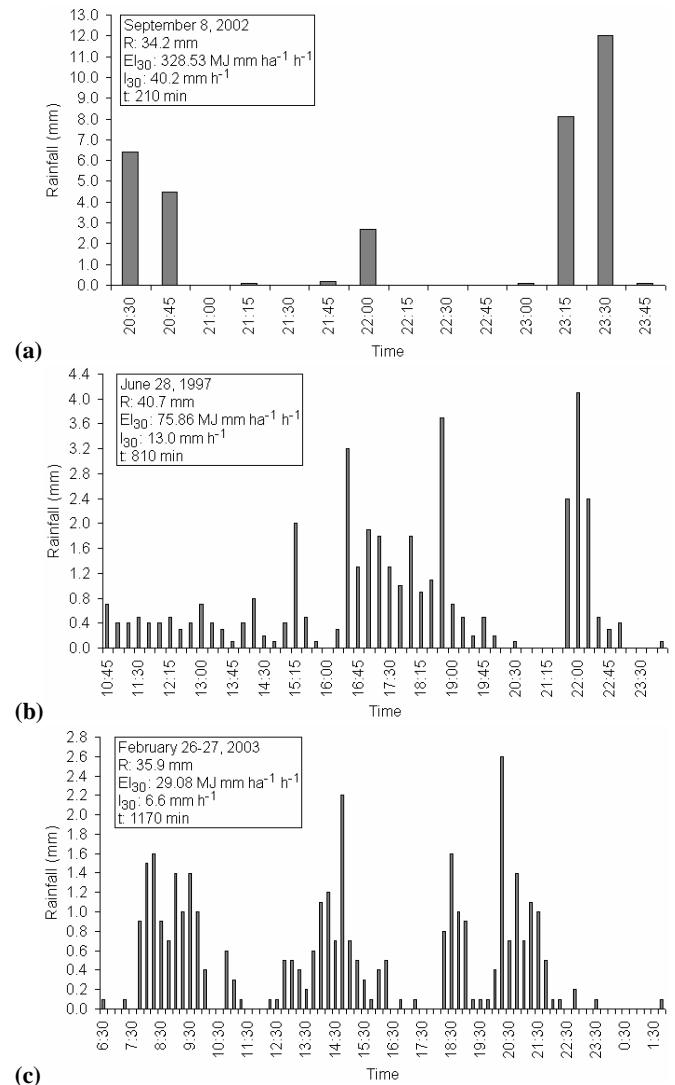 September 8, 2002
R: 34.2 mm
EI30: 328.53 MJ mm ha⁻¹ h⁻¹
I30: 40.2 mm h⁻¹
t: 210 min
Rainfall (mm)
13.0
12.0
11.0
10.0
9.0
8.0
7.0
6.0
5.0
4.0
3.0
2.0
1.0
0.0
20:30 20:45 21:00 21:15 21:30 21:45 22:00 22:15 22:30 22:45 23:00 23:15 23:30 23:45
Time
(a)
June 28, 1997
R: 40.7 mm
EI30: 75.86 MJ mm ha⁻¹ h⁻¹
I30: 13.0 mm h⁻¹
t: 810 min
Rainfall (mm)
4.4
4.0
3.6
3.2
2.8
2.4
2.0
1.6
1.2
0.8
0.4
0.0
10:45 11:30 12:15 13:00 13:45 14:30 15:15 16:00 16:45 17:30 18:15 19:00 19:45 20:30 21:15 22:00 22:45 23:30
Time
(b)
February 26-27, 2003
R: 35.9 mm
EI30: 29.08 MJ mm ha⁻¹ h⁻¹
I30: 6.6 mm h⁻¹
t: 1170 min
Rainfall (mm)
2.8
2.6
2.4
2.2
2.0
1.8
1.6
1.4
1.2
1.0
0.8
0.6
0.4
0.2
0.0
6:30 7:30 8:30 9:30 10:30 11:30 12:30 13:30 14:30 15:30 16:30 17:30 18:30 19:30 20:30 21:30 22:30 23:30 0:30 1:30
Time
(c)